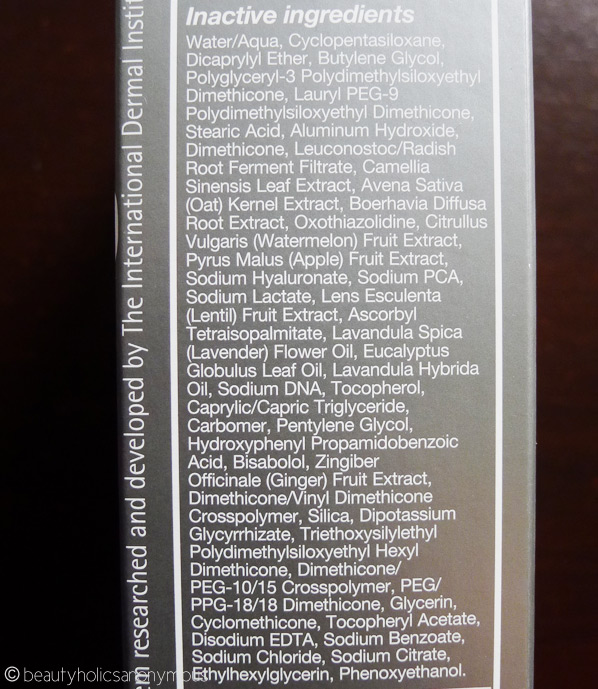 Inactive ingredients
Water/Aqua, Cyclopentasiloxane,
Dicaprylyl Ether, Butylene Glycol,
Polyglyceryl-3 Polydimethylsiloxyethyl
Dimethicone, Lauryl PEG-9
Polydimethylsiloxyethyl Dimethicone,
Stearic Acid, Aluminum Hydroxide,
Dimethicone, Leuconostoc/Radish
Root Ferment Filtrate, Camellia
Sinensis Leaf Extract, Avena Sativa
(Oat) Kernel Extract, Boerhavia Diffusa
Root Extract, Oxothiazolidine, Citrullus
Vulgaris (Watermelon) Fruit Extract,
Pyrus Malus (Apple) Fruit Extract,
Sodium Hyaluronate, Sodium PCA,
Sodium Lactate, Lens Esculenta
(Lentil) Fruit Extract, Ascorbyl
Tetraisopalmitate, Lavandula Spica
(Lavender) Flower Oil, Eucalyptus
Globulus Leaf Oil, Lavandula Hybrida
Oil, Sodium DNA, Tocopherol,
Caprylic/Capric Triglyceride,
Carbomer, Pentylene Glycol,
Hydroxyphenyl Propamidobenzoic
Acid, Bisabolol, Zingiber
Officinale (Ginger) Fruit Extract,
Dimethicone/Vinyl Dimethicone
Crosspolymer, Silica, Dipotassium
Glycyrrhizate, Triethoxysilylethyl
Polydimethylsiloxyethyl Hexyl
Dimethicone, Dimethicone/
PEG-10/15 Crosspolymer, PEG/
PPG-18/18 Dimethicone, Glycerin,
Cyclomethicone, Tocopheryl Acetate,
Disodium EDTA, Sodium Benzoate,
Sodium Chloride, Sodium Citrate,
Ethylhexylglycerin, Phenoxyethanol.
researched and developed by The International Dermal
© beautyholicsanonymous